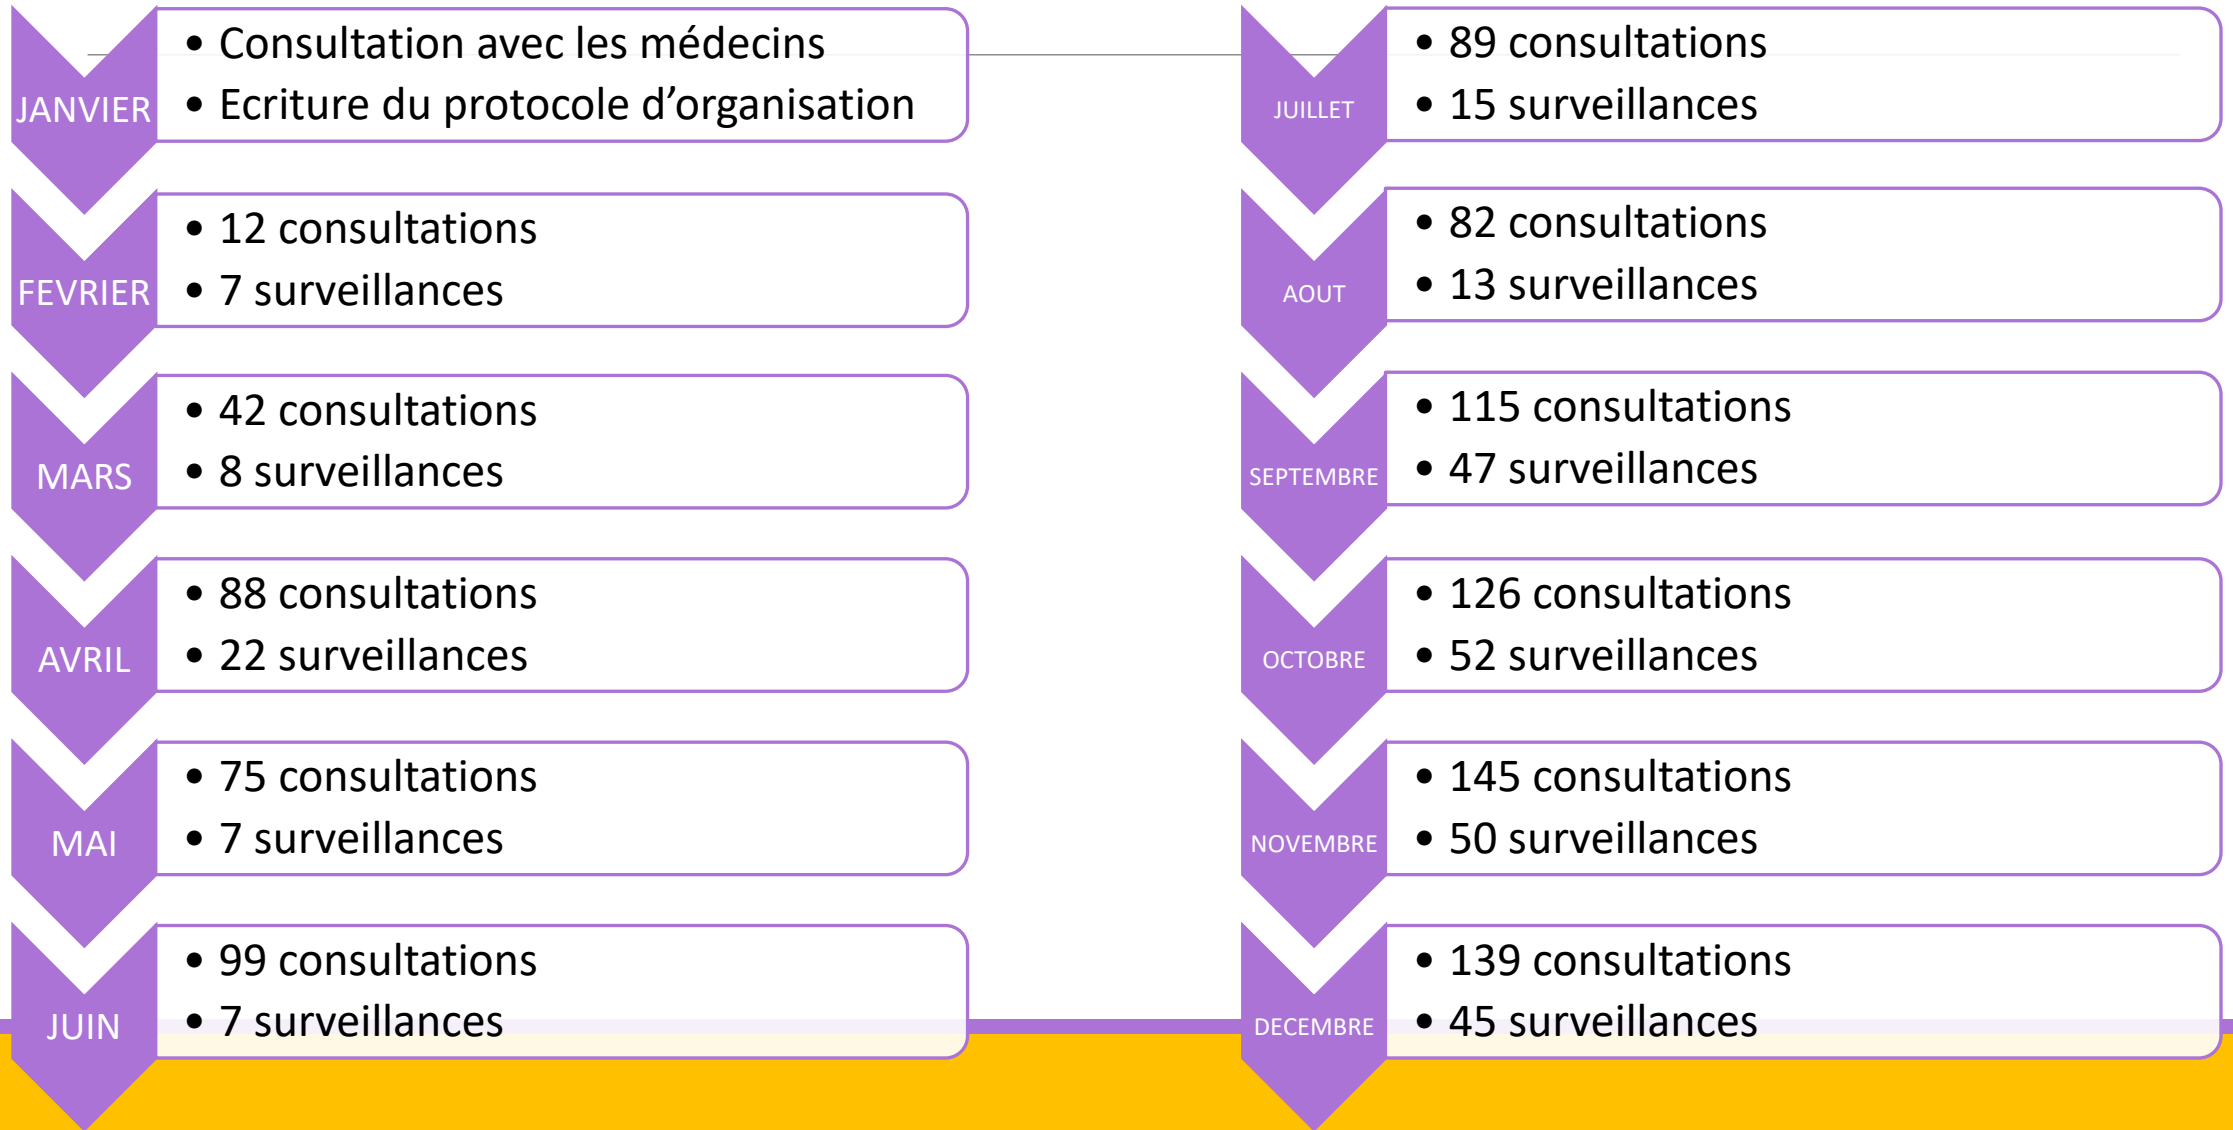 JANVIER
• Consultation avec les médecins
• Ecriture du protocole d’organisation
FEVRIER
• 12 consultations
• 7 surveillances
MARS
• 42 consultations
• 8 surveillances
AVRIL
• 88 consultations
• 22 surveillances
MAI
• 75 consultations
• 7 surveillances
JUIN
• 99 consultations
• 7 surveillances
JUILLET
• 89 consultations
• 15 surveillances
AOUT
• 82 consultations
• 13 surveillances
SEPTEMBRE
• 115 consultations
• 47 surveillances
OCTOBRE
• 126 consultations
• 52 surveillances
NOVEMBRE
• 145 consultations
• 50 surveillances
DECEMBRE
• 139 consultations
• 45 surveillances